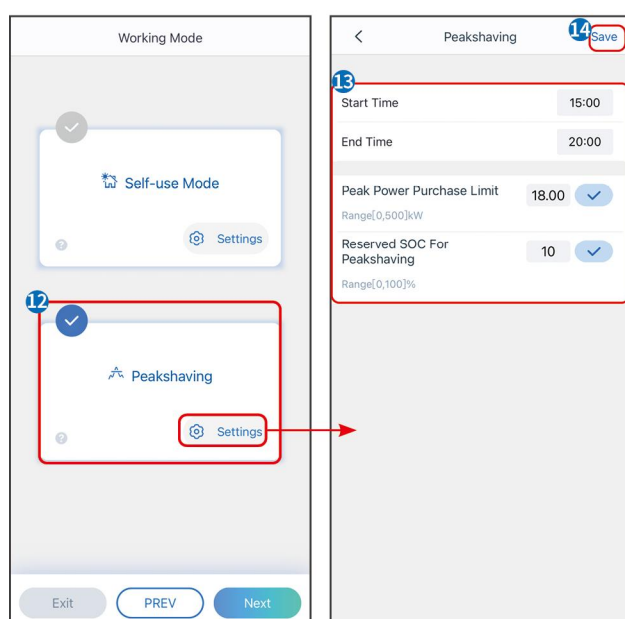 Working Mode
Self-use Mode
Settings
12
Peakshaving
Settings
Exit
PREV
Next
Peakshaving
14
Save
13
Start Time
15:00
End Time
20:00
Peak Power Purchase Limit
18.00
Range[0,500]kW
Reserved SOC For
Peakshaving
10
Range[0,100]%